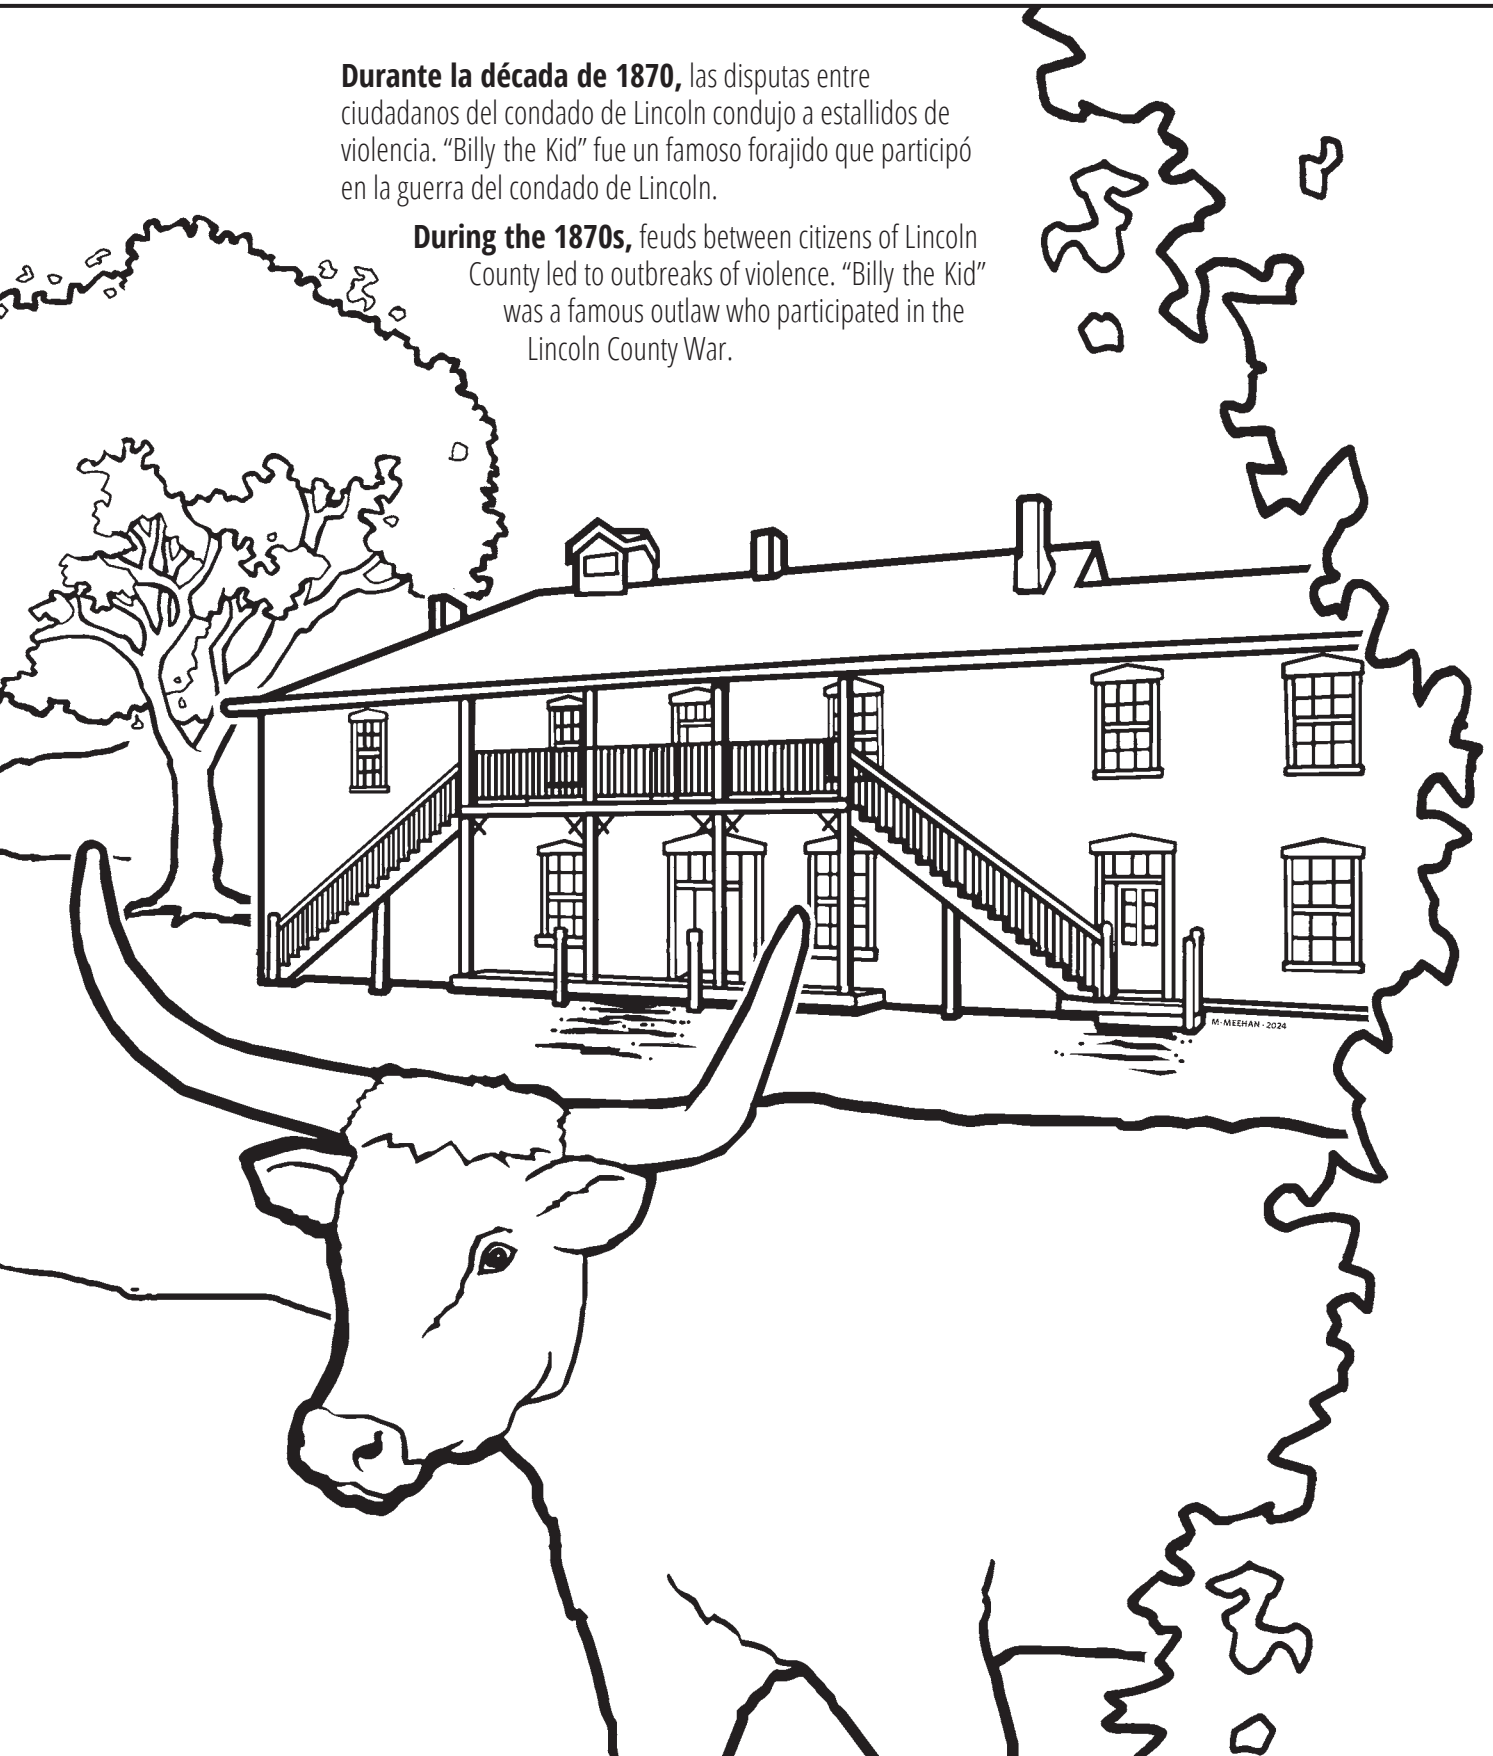 Durante la década de 1870, las disputas entre
ciudadanos del condado de Lincoln condujo a estallidos de
violencia. “Billy the Kid” fue un famoso forajido que participó
en la guerra del condado de Lincoln.
During the 1870s, feuds between citizens of Lincoln
County led to outbreaks of violence. “Billy the Kid”
was a famous outlaw who participated in the
Lincoln County War.
M·MEEHAN·2024